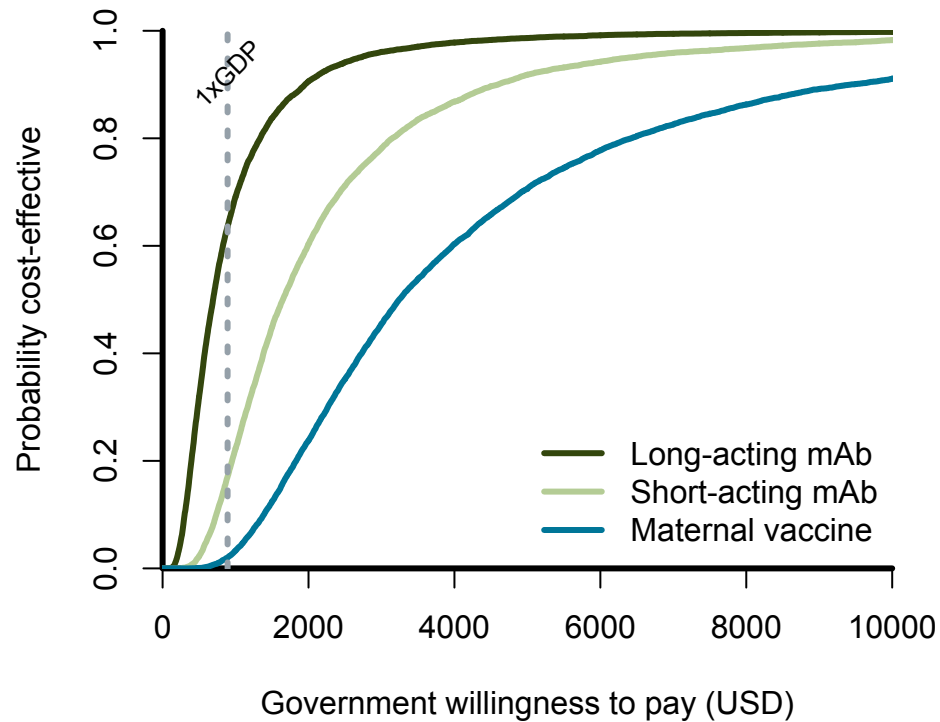 1.0
0.8
0.6
0.4
0.2
0.0
Probability cost-effective
1xGDP
Long-acting mAb
Short-acting mAb
Maternal vaccine
0 2000 4000 6000 8000 10000
Government willingness to pay (USD)